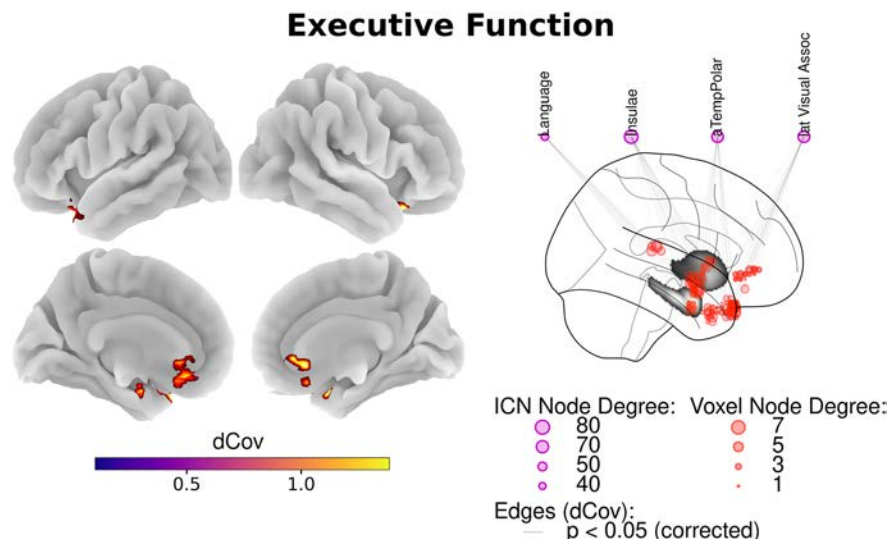 Executive Function
Language
Insulae
aTempPolar
lat Visual Assoc
dCov
0.5
1.0
ICN Node Degree:
80
70
50
40
Voxel Node Degree:
7
5
3
1
Edges (dCov):
p < 0.05 (corrected)